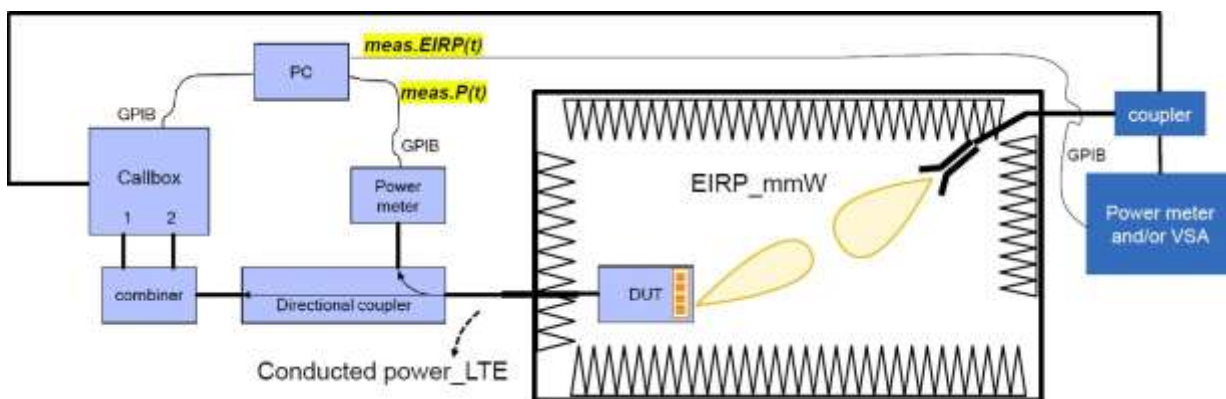 meas.EIRP(t)
PC
meas.P(t)
GPIB
coupler
Callbox
GPIB
GPIB
EIRP_mmW
Power
meter
1 2
Power meter
and/or VSA
combiner
Directional coupler
DUT
Conducted power_LTE